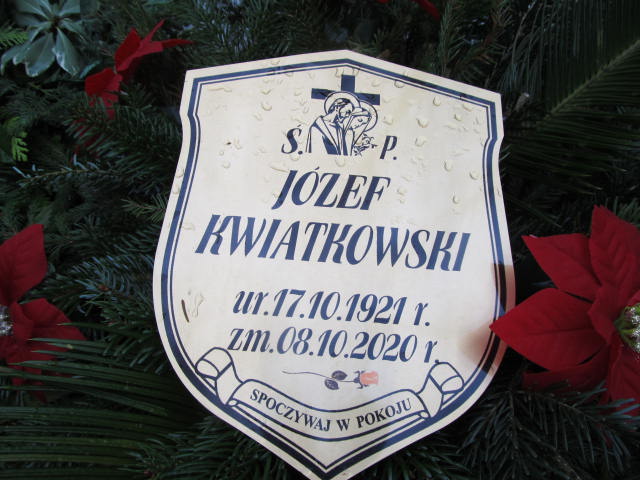 Ś. P.
JÓZEF
KWIATKOWSKI
ur.17.10.1921 r.
zm.08.10.2020 r.
SPOCZYWAJ W POKOJU